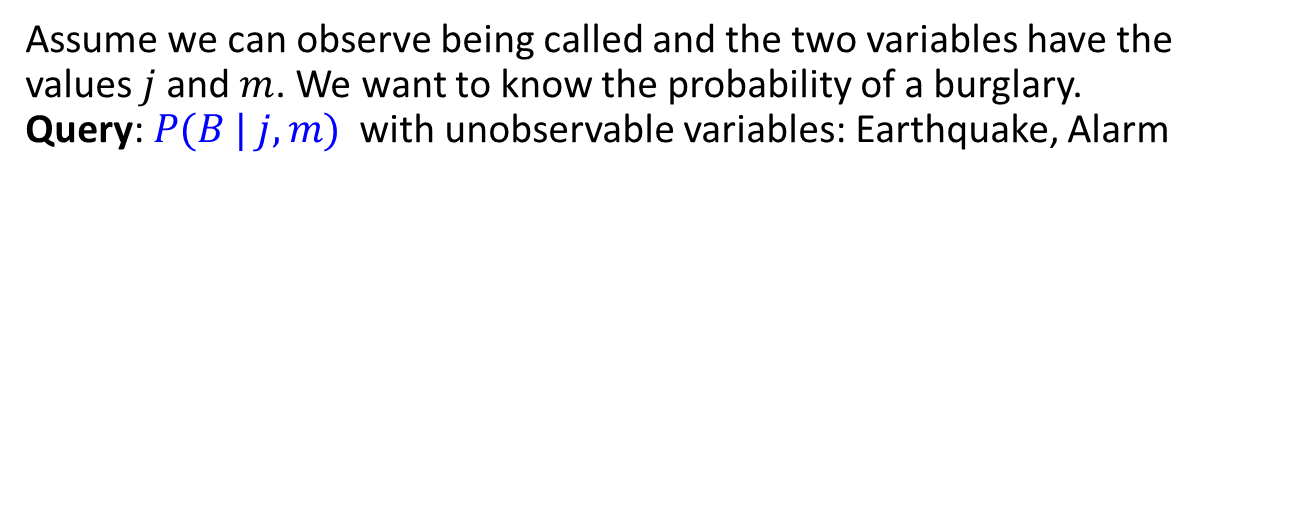 Assume we can observe being called and the two variables have the
values j and m. We want to know the probability of a burglary.
Query: P(B | j, m) with unobservable variables: Earthquake, Alarm